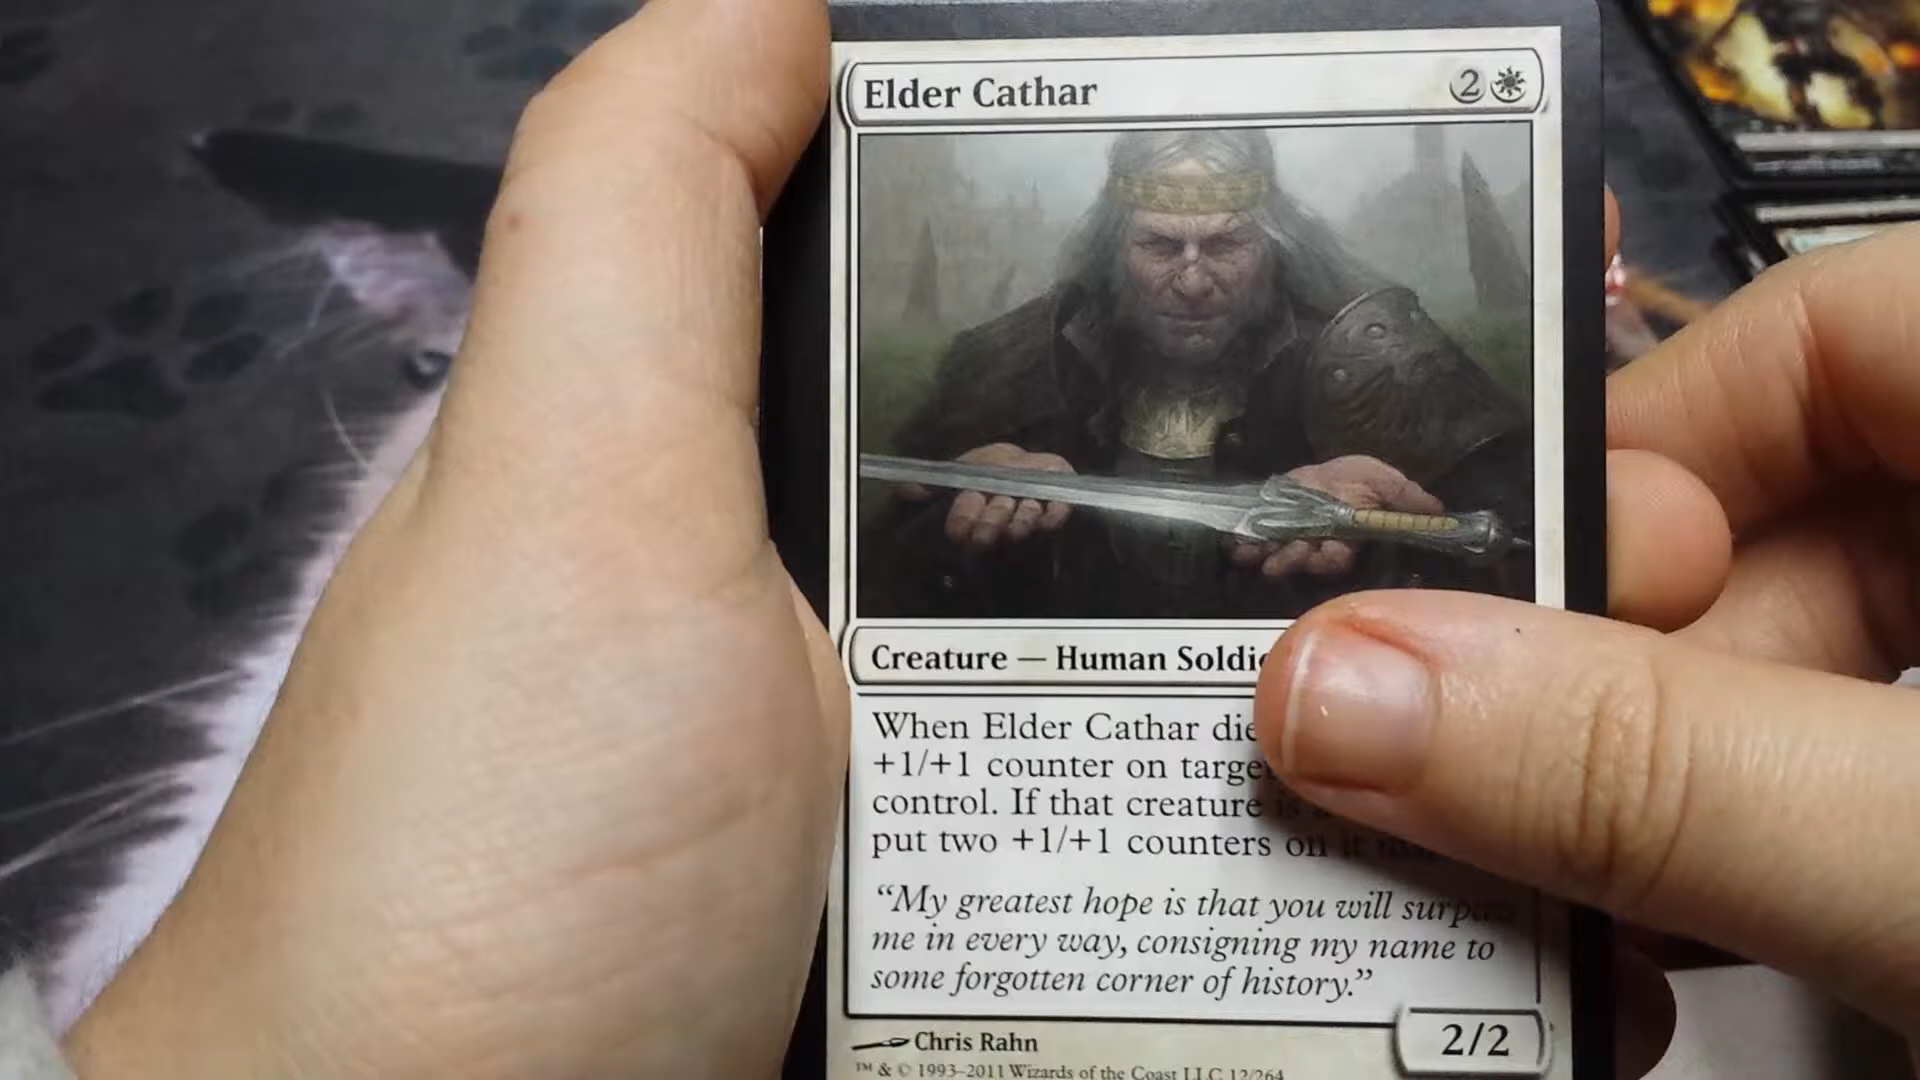 Elder Cathar 2
Creature — Human Soldi
When Elder Cathar die
+1/+1 counter on targe
control. If that creature is
put two +1/+1 counters on it
“My greatest hope is that you will surp
me in every way, consigning my name to
some forgotten corner of history.”
2/2
Chris Rahn
™ & © 1993–2011 Wizards of the Coast LLC 12/264